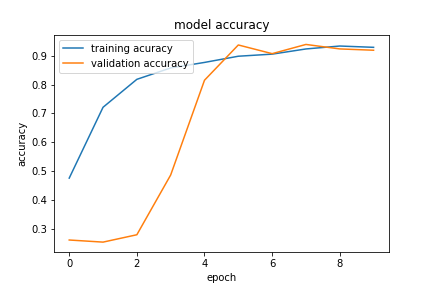 model accuracy
training acuracy
validation accuracy
accuracy
0.9
0.8
0.7
0.6
0.5
0.4
0.3
0 2 4 6 8
epoch